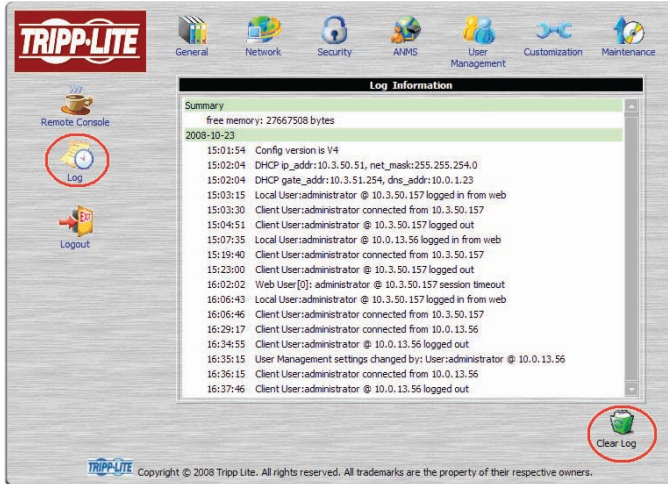 TRIPP·LITE
General Network Security ANMS User Management Customization Maintenance
Remote Console
Log
EXIT
Logout
Log Information
Summary
free memory: 27667508 bytes
2008-10-23
15:01:54 Config version is V4
15:02:04 DHCP ip_addr:10.3.50.51, net_mask:255.255.254.0
15:02:04 DHCP gate_addr:10.3.51.254, dns_addr:10.0.1.23
15:03:15 Local User:administrator @ 10.3.50.157 logged in from web
15:03:30 Client User:administrator connected from 10.3.50.157
15:04:51 Client User:administrator @ 10.3.50.157 logged out
15:07:35 Local User:administrator @ 10.0.13.56 logged in from web
15:19:40 Client User:administrator connected from 10.3.50.157
15:23:00 Client User:administrator @ 10.3.50.157 logged out
16:02:02 Web User[0]: administrator @ 10.3.50.157 session timeout
16:06:43 Local User:administrator @ 10.3.50.157 logged in from web
16:06:46 Client User:administrator connected from 10.3.50.157
16:29:17 Client User:administrator connected from 10.0.13.56
16:34:55 Client User:administrator @ 10.0.13.56 logged out
16:35:15 User Management settings changed by: User:administrator @ 10.0.13.56
16:36:15 Client User:administrator connected from 10.0.13.56
16:37:46 Client User:administrator @ 10.0.13.56 logged out
Clear Log
TRIPP·LITE Copyright © 2008 Tripp Lite. All rights reserved. All trademarks are the property of their respective owners.